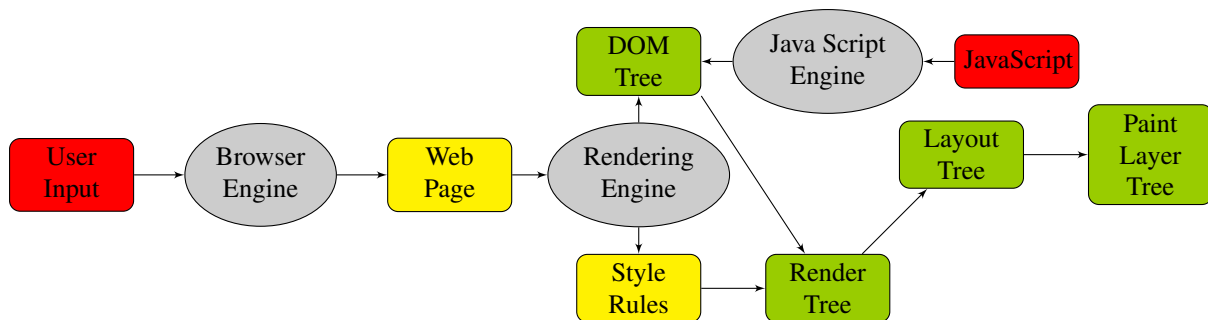 User
Input
Browser
Engine
Web
Page
Rendering
Engine
DOM
Tree
Java Script
Engine
JavaScript
Style
Rules
Render
Tree
Layout
Tree
Paint
Layer
Tree